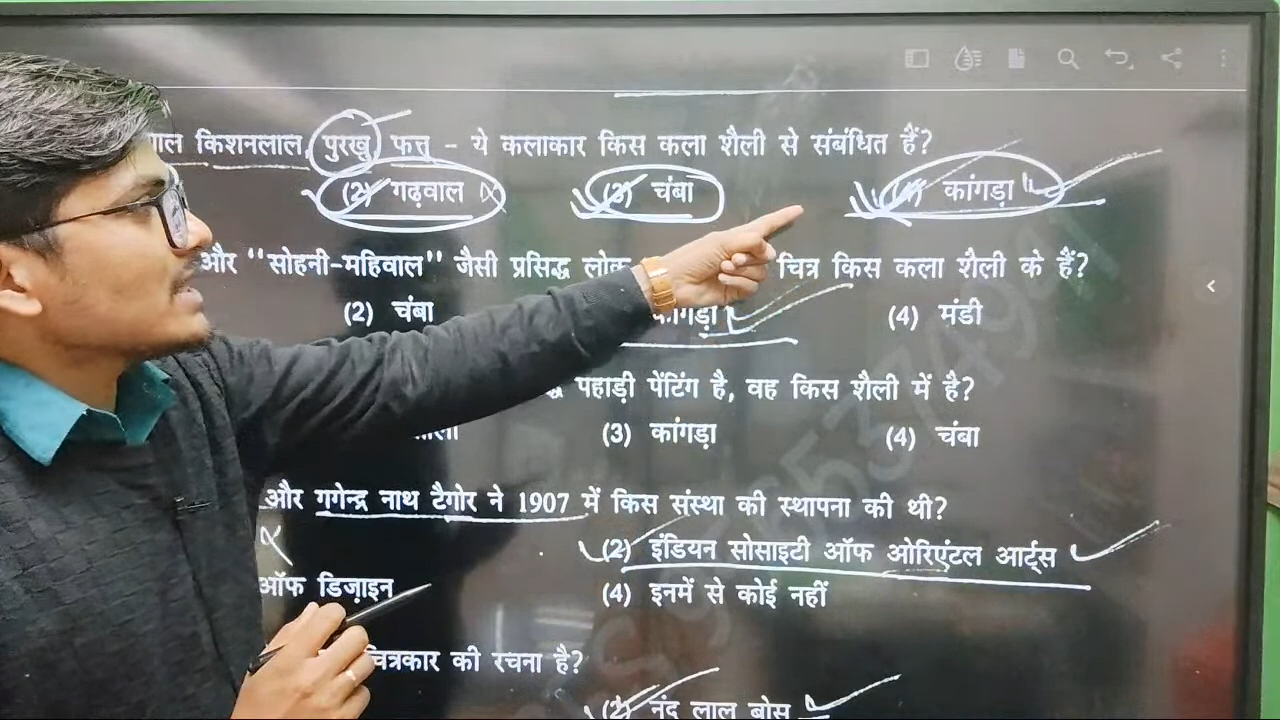 किशनलाल, पुरखु फत्तु - ये कलाकार किस कला शैली से संबंधित हैं?
(2) गढ़वाल (3) चंबा कांगड़ा
और "सोहनी-महिवाल" जैसी प्रसिद्ध लोक चित्र किस कला शैली के हैं?
(2) चंबा कांगड़ा (4) मंडी
पहाड़ी पेंटिंग है, वह किस शैली में है?
(3) कांगड़ा (4) चंबा
और गगेन्द्र नाथ टैगोर ने 1907 में किस संस्था की स्थापना की थी?
(2) इंडियन सोसाइटी ऑफ ओरिएंटल आर्ट्स
ऑफ डिज़ाइन (4) इनमें से कोई नहीं
चित्रकार की रचना है?
(2) नंद लाल बोस